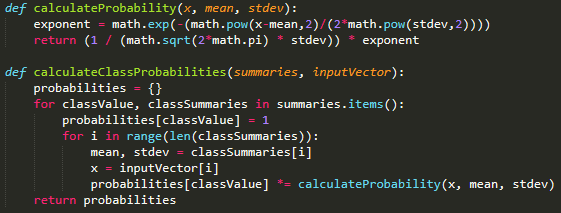 def calculateProbability(x, mean, stdev):
    exponent = math.exp(-(math.pow(x-mean,2)/(2*math.pow(stdev,2))))
    return (1 / (math.sqrt(2*math.pi) * stdev)) * exponent

def calculateClassProbabilities(summaries, inputVector):
    probabilities = {}
    for classValue, classSummaries in summaries.items():
        probabilities[classValue] = 1
        for i in range(len(classSummaries)):
            mean, stdev = classSummaries[i]
            x = inputVector[i]
            probabilities[classValue] *= calculateProbability(x, mean, stdev)
    return probabilities